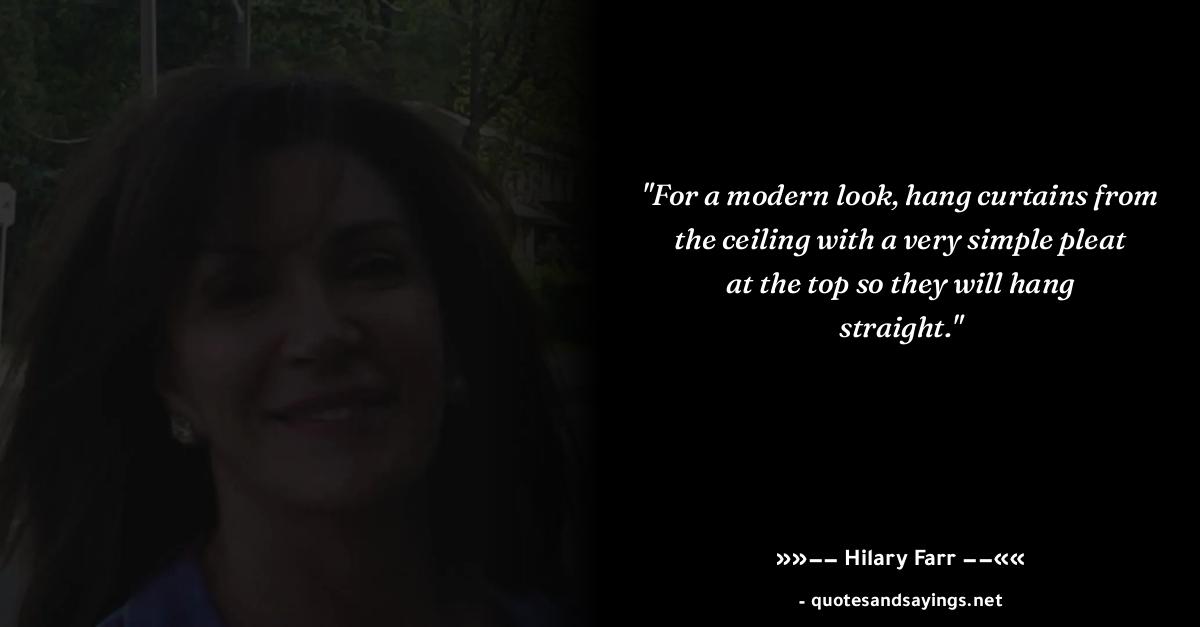 "For a modern look, hang curtains from
the ceiling with a very simple pleat
at the top so they will hang
straight."
»»−− Hilary Farr −−««
- quotesandsayings.net